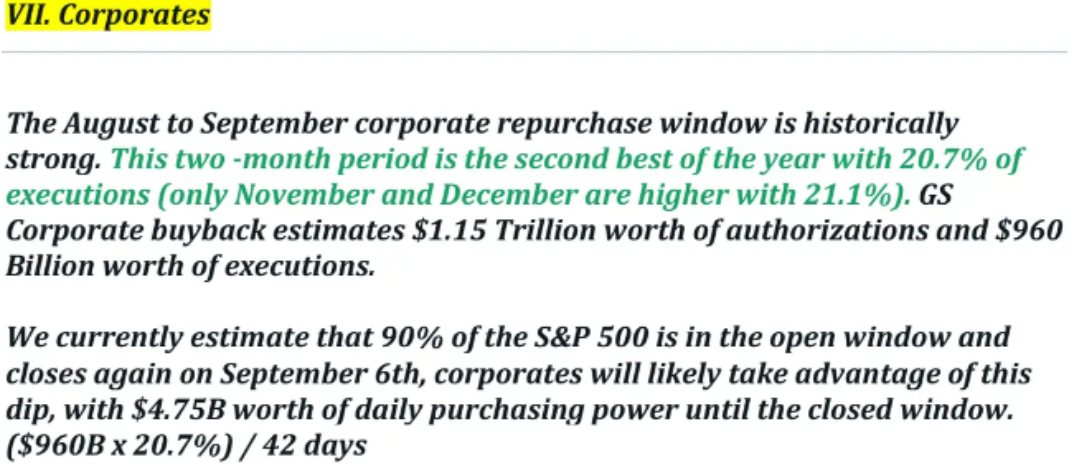 VII. Corporates
The August to September corporate repurchase window is historically
strong. This two -month period is the second best of the year with 20.7% of
executions (only November and December are higher with 21.1%). GS
Corporate buyback estimates $1.15 Trillion worth of authorizations and $960
Billion worth of executions.
We currently estimate that 90% of the S&P 500 is in the open window and
closes again on September 6th, corporates will likely take advantage of this
dip, with $4.75B worth of daily purchasing power until the closed window.
($960B x 20.7%) / 42 days